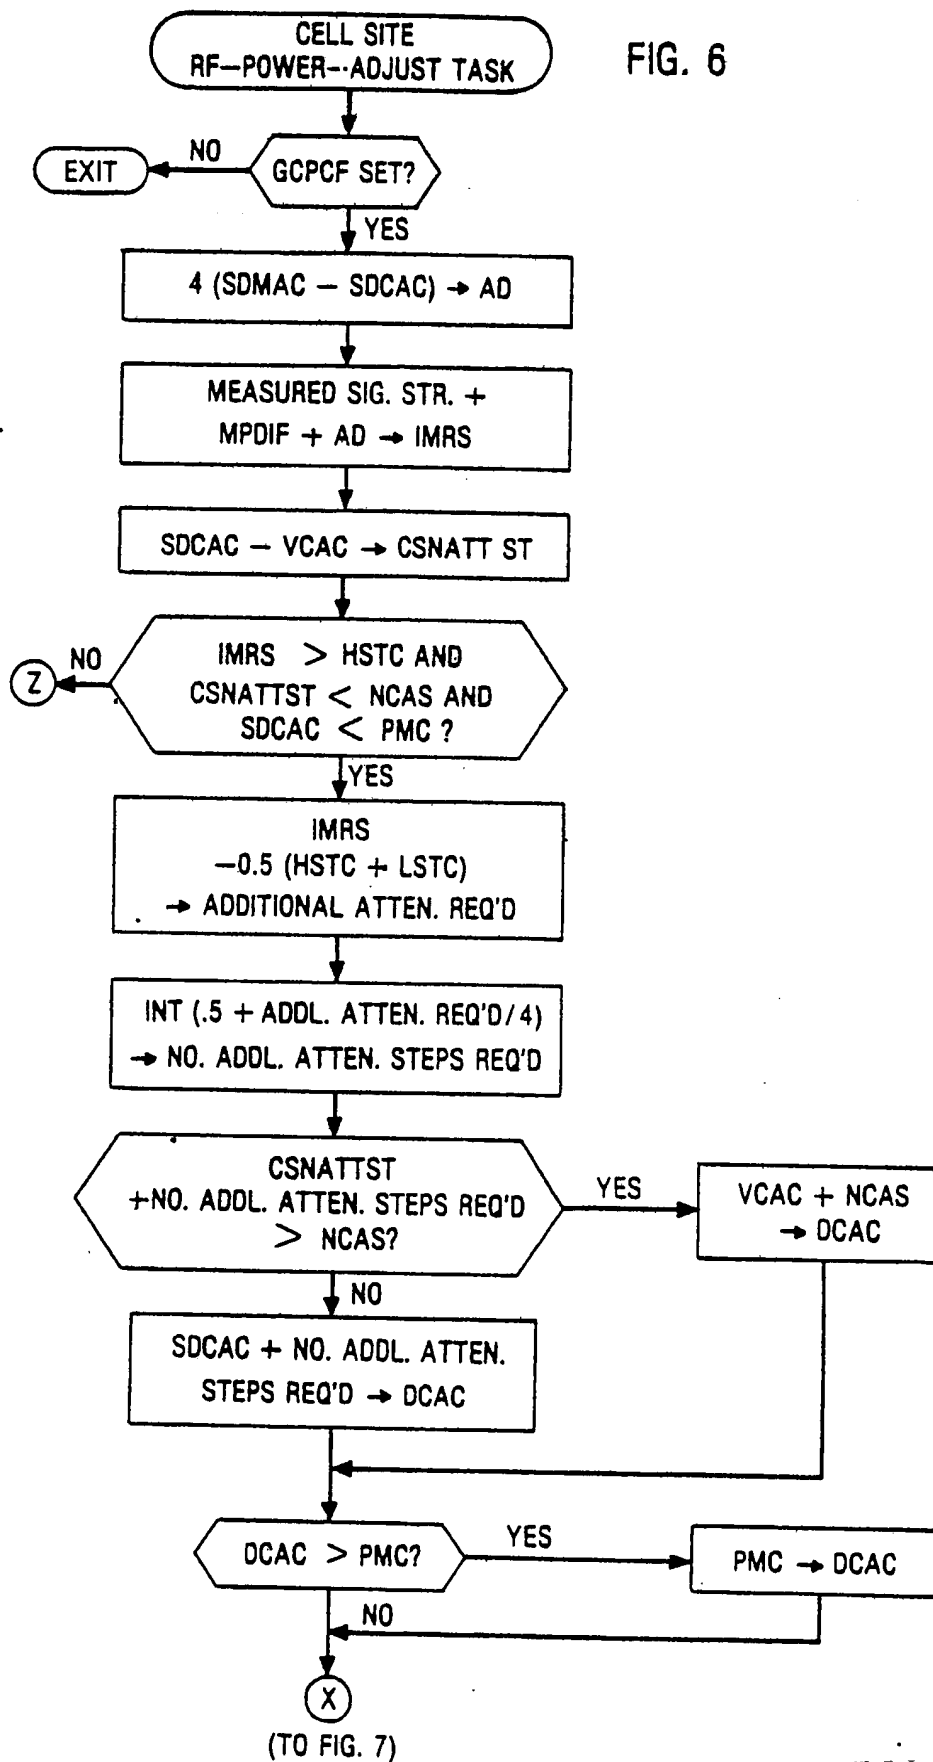 CELL SITE
RF-POWER--ADJUST TASK
FIG. 6
GCPCF SET?
NO
EXIT
YES
4 (SDMAC - SDCAC) → AD
MEASURED SIG. STR. +
MPDIF + AD → IMRS
SDCAC - VCAC → CSNATT ST
IMRS > HSTC AND
CSNATTST < NCAS AND
SDCAC < PMC ?
NO
Z
YES
IMRS
-0.5 (HSTC + LSTC)
→ ADDITIONAL ATTEN. REQ'D
INT (.5 + ADDL. ATTEN. REQ'D/4)
→ NO. ADDL. ATTEN. STEPS REQ'D
CSNATTST
+NO. ADDL. ATTEN. STEPS REQ'D
> NCAS?
YES
VCAC + NCAS
→ DCAC
NO
SDCAC + NO. ADDL. ATTEN.
STEPS REQ'D → DCAC
DCAC > PMC?
YES
PMC → DCAC
NO
X
(TO FIG. 7)